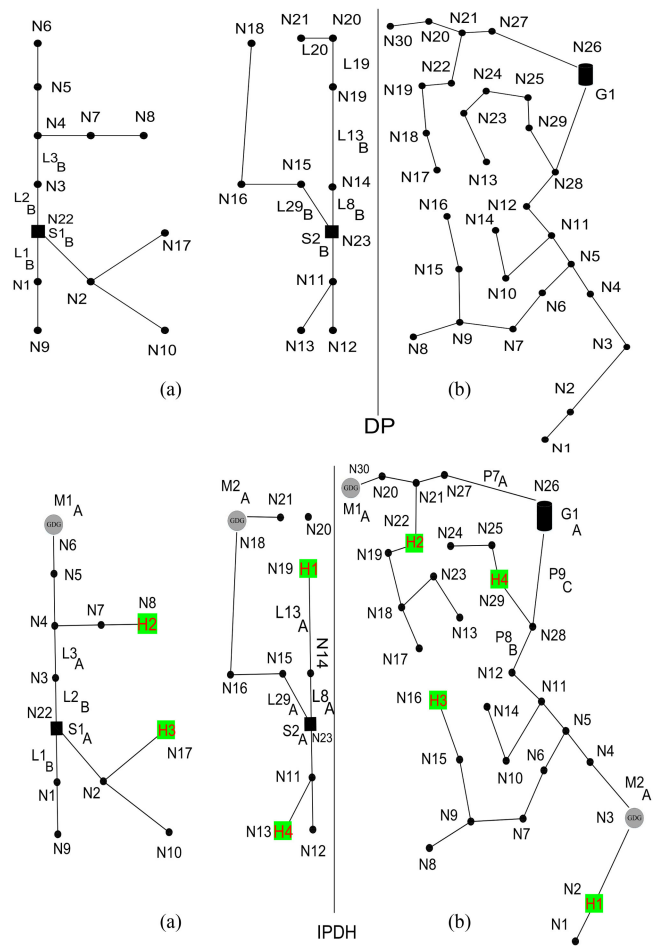 N6
N5
N4 N7 N8
L3B
N3
L2B
N22
S1B
N17
L1B
N1 N2
N9 N10
(a)
N18 N21 N20
L20
L19
N19
L13B
N15 N14
N16 L29B L8B
S2B N23
N11
N13 N12
N30 N20 N21 N27
N26
G1
N22 N24 N25
N19
N23 N29
N18
N17 N13
N28
N16 N12
N14 N11
N5
N15 N10 N4
N6
N8 N9 N7 N3
N2
N1
(b)
DP
M1A
GDG
N6
N5
N4 N7 N8
H2
L3A
N3
L2B
N22
S1A
H3
N17
L1B
N1 N2
N9 N10
(a)
M2A
GDG
N21
N18 N20
N19 H1
L13A
N14
N15
N16 L29A L8A
S2A N23
N11
N13 H4
N12
N30
GDG
M1A
N20 N21 N27 P7A
N26
G1A
N22 H2
N24 N25
N19
N23 H4 P9C
N29
N18
N13 N28
N17 P8B
N12
N16 H3
N14 N11
N5
N15 N10 N4
N6
M2A
N9 N7 N3 GDG
N8
N2
H1
N1
(b)
IPDH